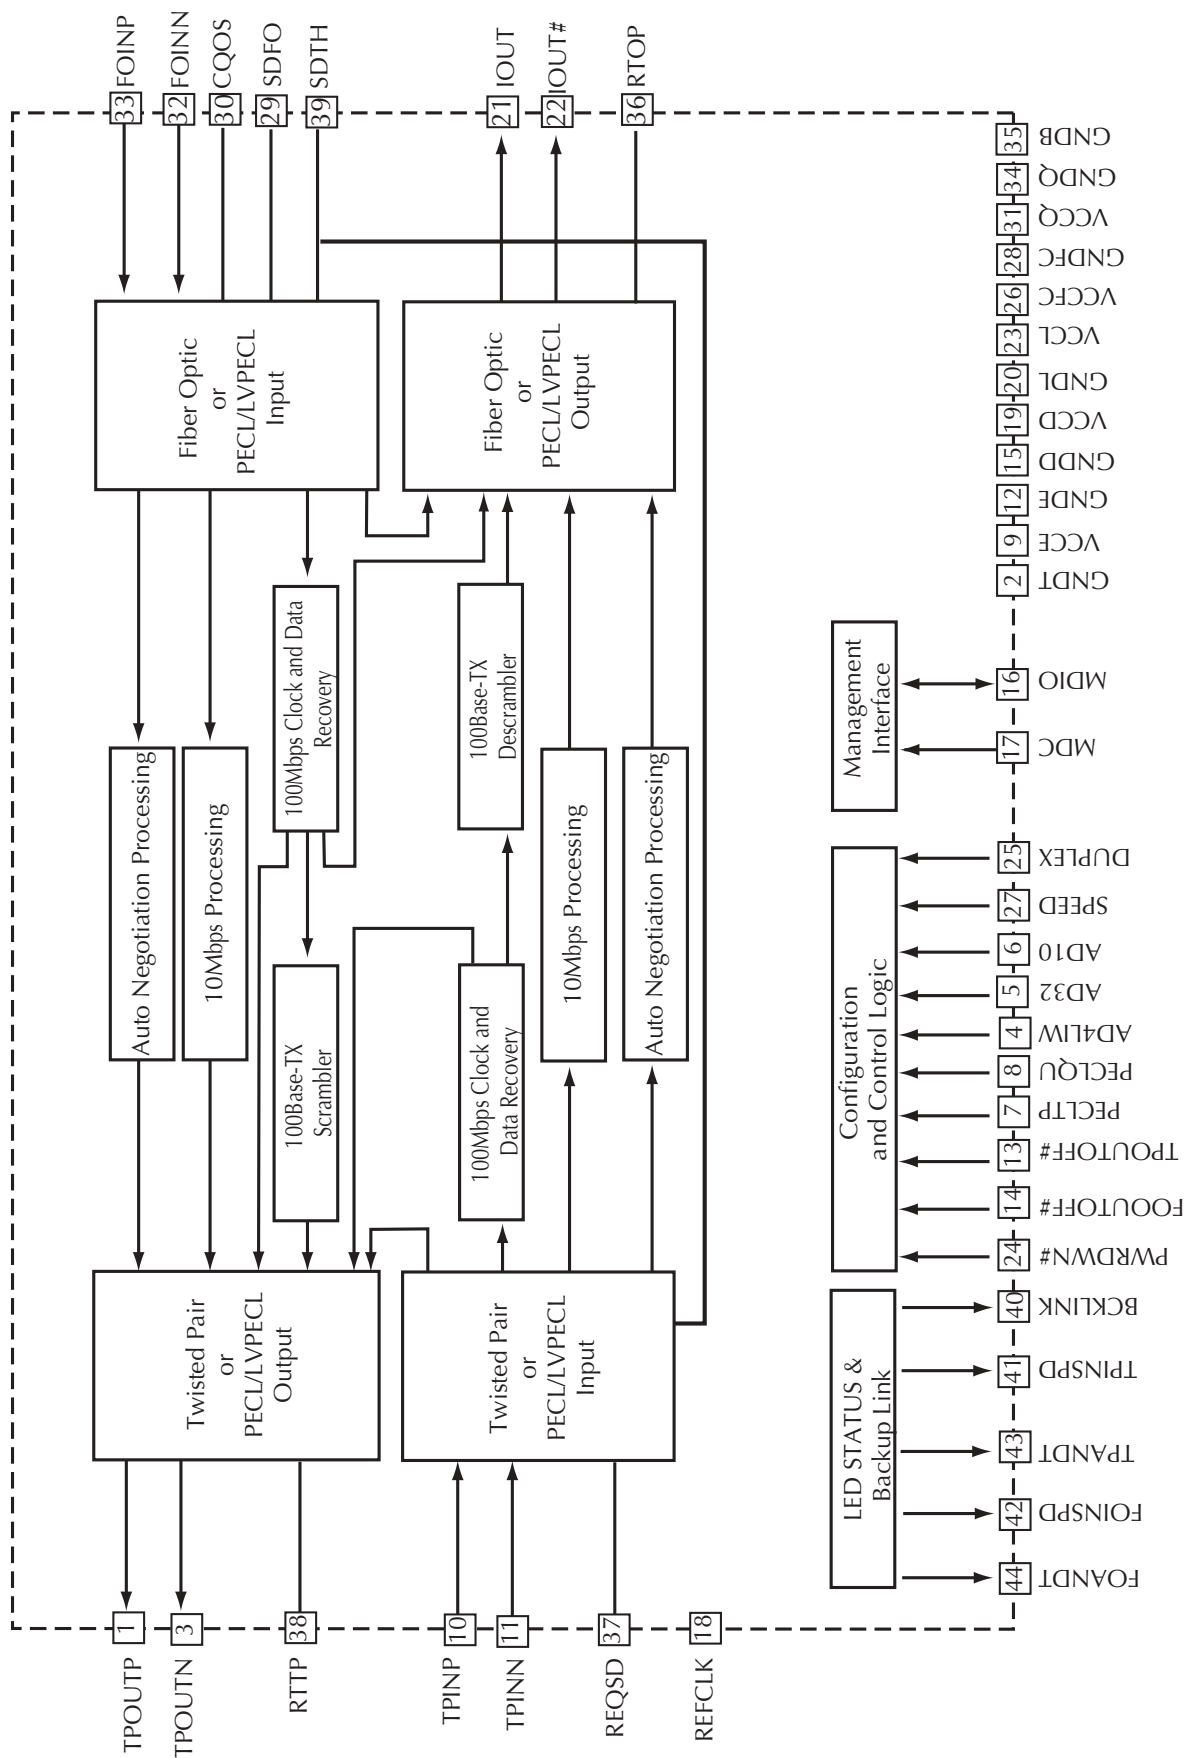 TPOUTP
1
TPOUTN
3
RTTP
38
TPINP
10
TPINN
11
REQSD
37
REFCLK
18
33
FOINP
32
FOINN
30
CQOS
29
SDFO
39
SDTH
21
IOUT
22
IOUT#
36
RTOP
Twisted Pair
or
PECL/LVPECL
Output
Auto Negotiation Processing
10Mbps Processing
100Base-TX
Scrambler
100Mbps Clock and Data
Recovery
Fiber Optic
or
PECL/LVPECL
Input
Twisted Pair
or
PECL/LVPECL
Input
100Mbps Clock and
Data Recovery
100Base-TX
Descrambler
10Mbps Processing
Auto Negotiation Processing
Fiber Optic
or
PECL/LVPECL
Output
LED STATUS &
Backup Link
Configuration
and Control Logic
Management
Interface
44
FOANDT
42
FOINSPD
43
TPANDT
41
TPINSPD
40
BCKLINK
24
PWRDWN#
14
FOOUTOFF#
13
TPOUTOFF#
7
PECLTP
8
PECLQU
4
AD4LIW
5
AD32
6
AD10
27
SPEED
25
DUPLEX
17
MDC
16
MDIO
2
GNDT
9
VCCE
12
GNDE
15
GNDD
19
VCCD
20
GNDL
23
VCCL
26
VCCFC
28
GNDFC
31
VCCQ
34
GNDQ
35
GNDB